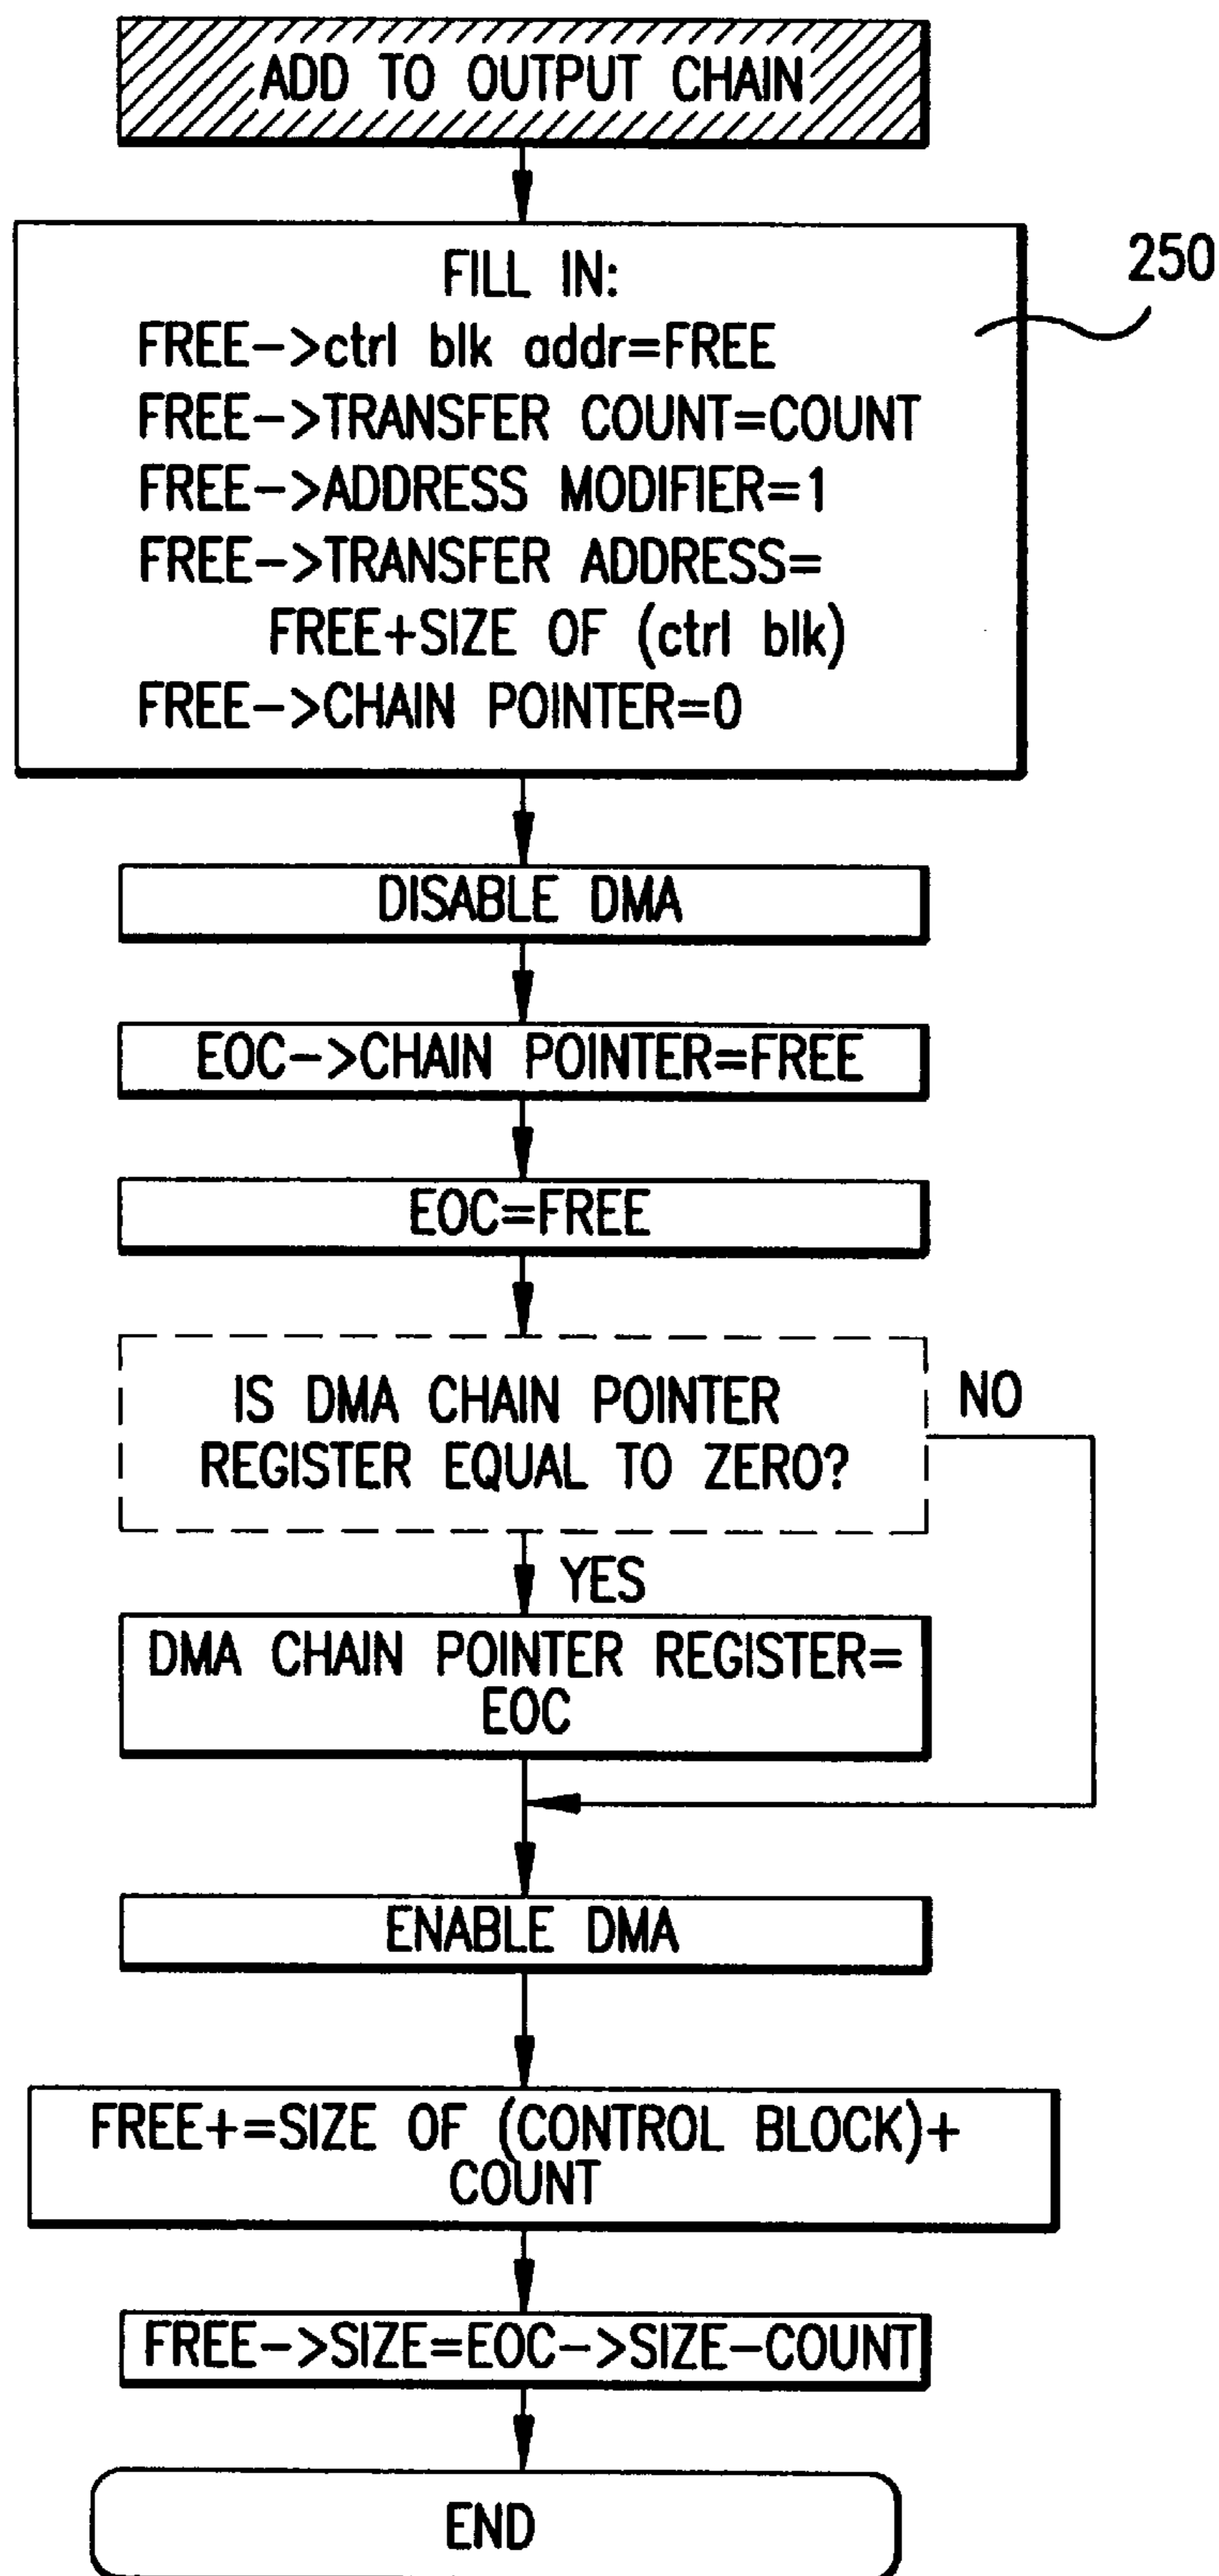 ADD TO OUTPUT CHAIN
FILL IN:
250
FREE->ctrl blk addr=FREE
FREE->TRANSFER COUNT=COUNT
FREE->ADDRESS MODIFIER=1
FREE->TRANSFER ADDRESS=
FREE+SIZE OF (ctrl blk)
FREE->CHAIN POINTER=0
DISABLE DMA
EOC->CHAIN POINTER=FREE
EOC=FREE
IS DMA CHAIN POINTER
REGISTER EQUAL TO ZERO?
NO
YES
DMA CHAIN POINTER REGISTER=
EOC
ENABLE DMA
FREE+=SIZE OF (CONTROL BLOCK)+
COUNT
FREE->SIZE=EOC->SIZE-COUNT
END